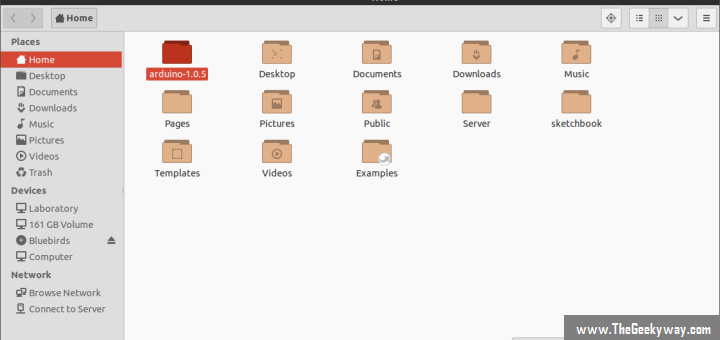 Home
Places
Home
Desktop
Documents
Downloads
Music
Pictures
Videos
Trash
Devices
Laboratory
161 GB Volume
Bluebirds
Computer
Network
Browse Network
Connect to Server
arduino-1.0.5
Desktop
Documents
Downloads
Music
Pages
Pictures
Public
Server
sketchbook
Templates
Videos
Examples
www.TheGeekyway.com